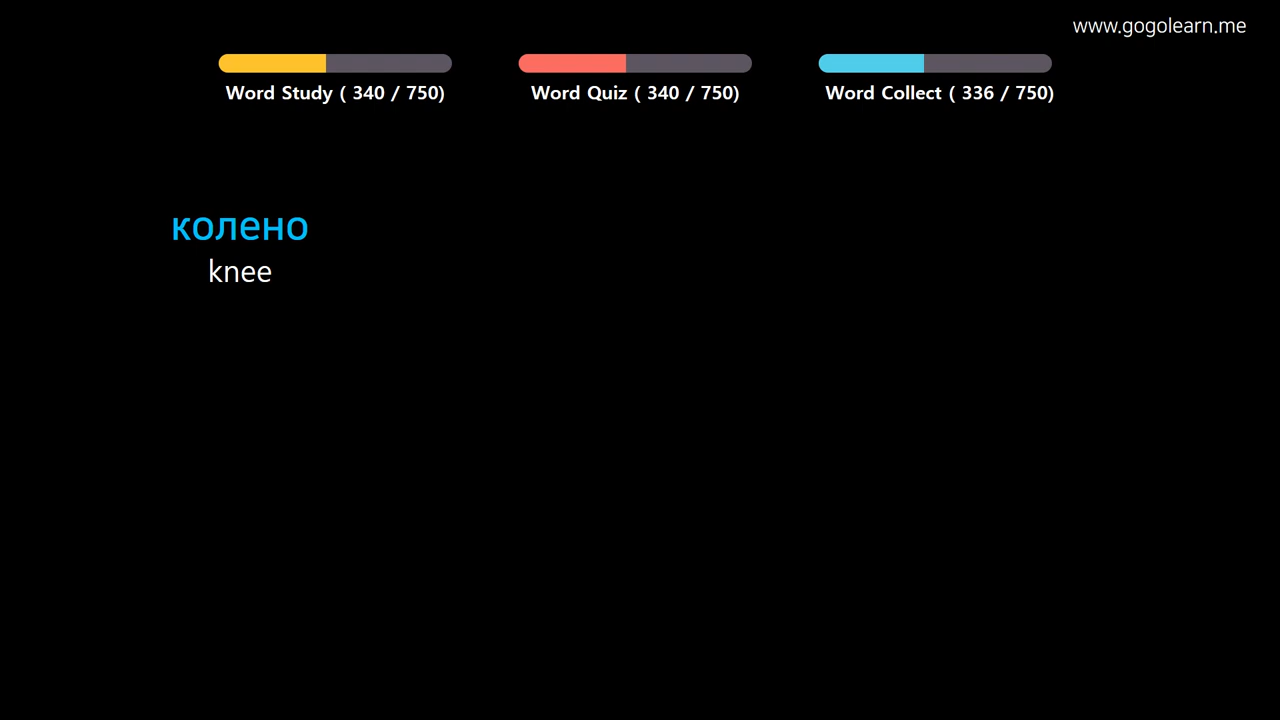 www.gogolearn.me
Word Study ( 340 / 750)
Word Quiz ( 340 / 750)
Word Collect ( 336 / 750)
колено
knee